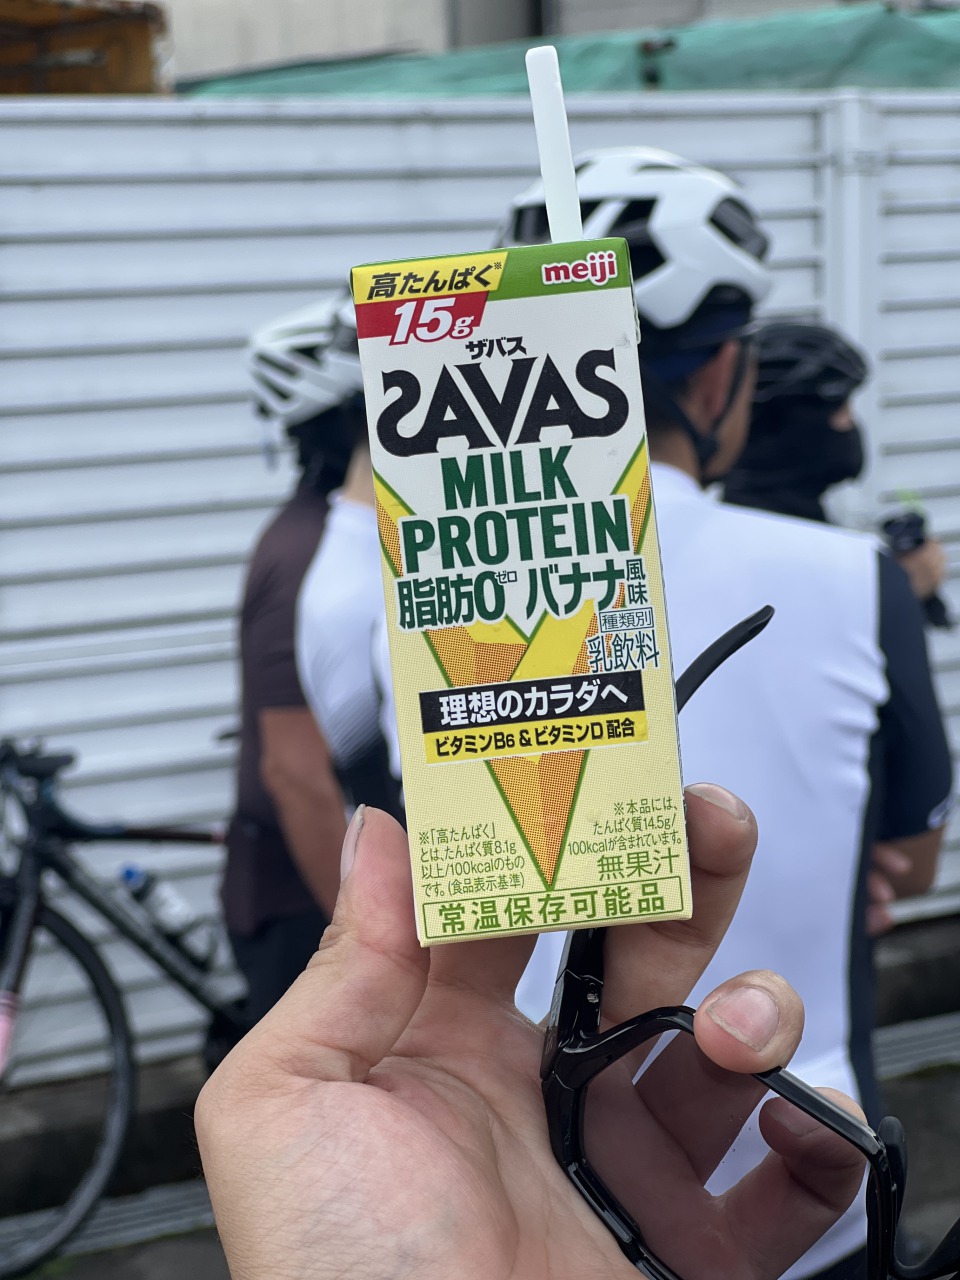 高たんぱく※
meiji
15g
ザバス
SAVAS
MILK
PROTEIN
脂肪0ゼロ バナナ風味
種類別
乳飲料
理想のカラダへ
ビタミンB6 & ビタミンD 配合
※「高たんぱく」
とは、たんぱく質8.1g
以上/100kcalのもの
です。(食品表示基準)
※本品には、
たんぱく質14.5g/
100kcalが含まれています。
無果汁
常温保存可能品